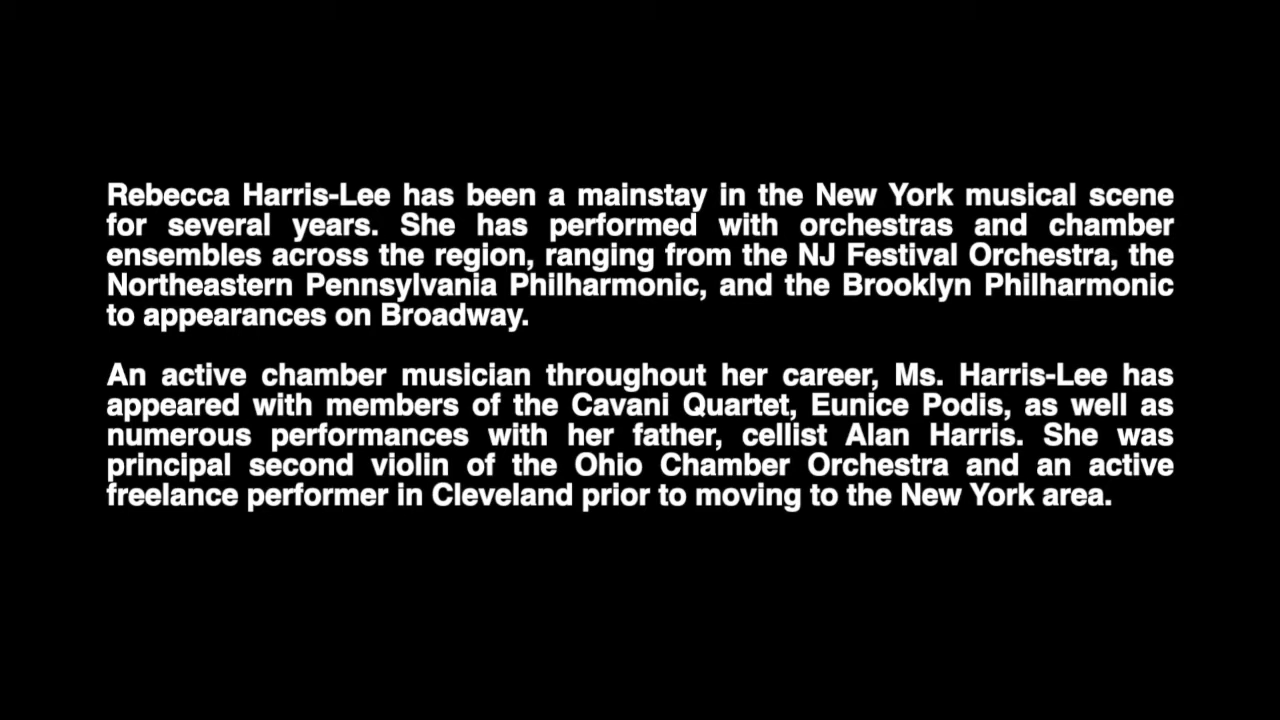 Rebecca Harris-Lee has been a mainstay in the New York musical scene
for several years. She has performed with orchestras and chamber
ensembles across the region, ranging from the NJ Festival Orchestra, the
Northeastern Pennsylvania Philharmonic, and the Brooklyn Philharmonic
to appearances on Broadway.
An active chamber musician throughout her career, Ms. Harris-Lee has
appeared with members of the Cavani Quartet, Eunice Podis, as well as
numerous performances with her father, cellist Alan Harris. She was
principal second violin of the Ohio Chamber Orchestra and an active
freelance performer in Cleveland prior to moving to the New York area.